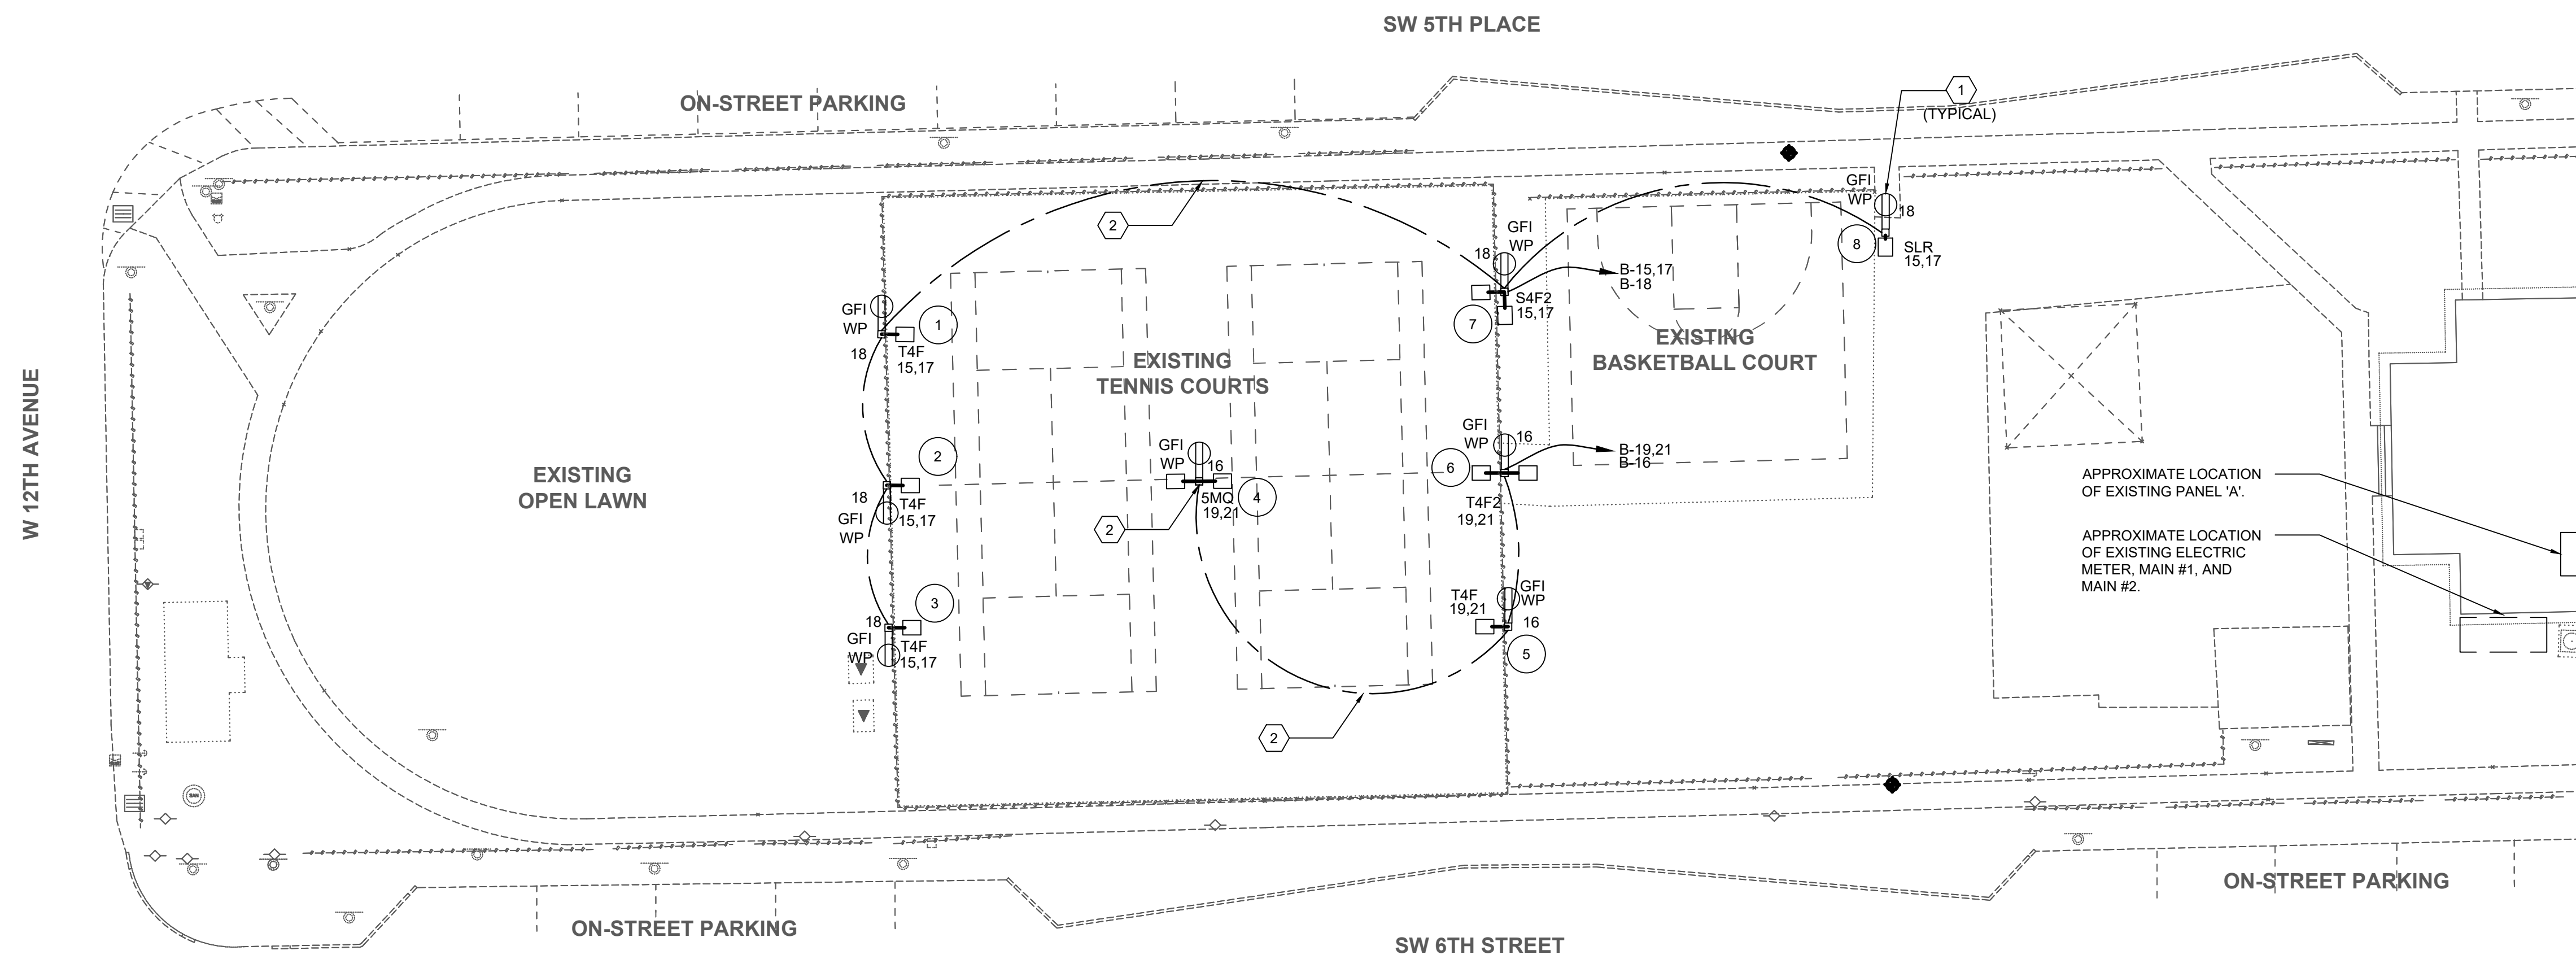 SW 5TH PLACE
ON-STREET PARKING
1
(TYPICAL)
W 12TH AVENUE
2
GFI
WP
18
8
SLR
15,17
GFI
WP
18
B-15,17
B-18
S4F2
15,17
7
GFI
WP
18
1
T4F
15,17
EXISTING
TENNIS COURTS
EXISTING
BASKETBALL COURT
EXISTING
OPEN LAWN
2
18
T4F
15,17
GFI
WP
GFI
WP
16
5MQ
19,21
4
2
GFI
WP
16
B-19,21
B-16
6
T4F2
19,21
APPROXIMATE LOCATION
OF EXISTING PANEL 'A'.
APPROXIMATE LOCATION
OF EXISTING ELECTRIC
METER, MAIN #1, AND
MAIN #2.
3
18
GFI
WP
T4F
15,17
T4F
19,21
GFI
WP
16
5
2
SAN
ON-STREET PARKING
ON-STREET PARKING
SW 6TH STREET